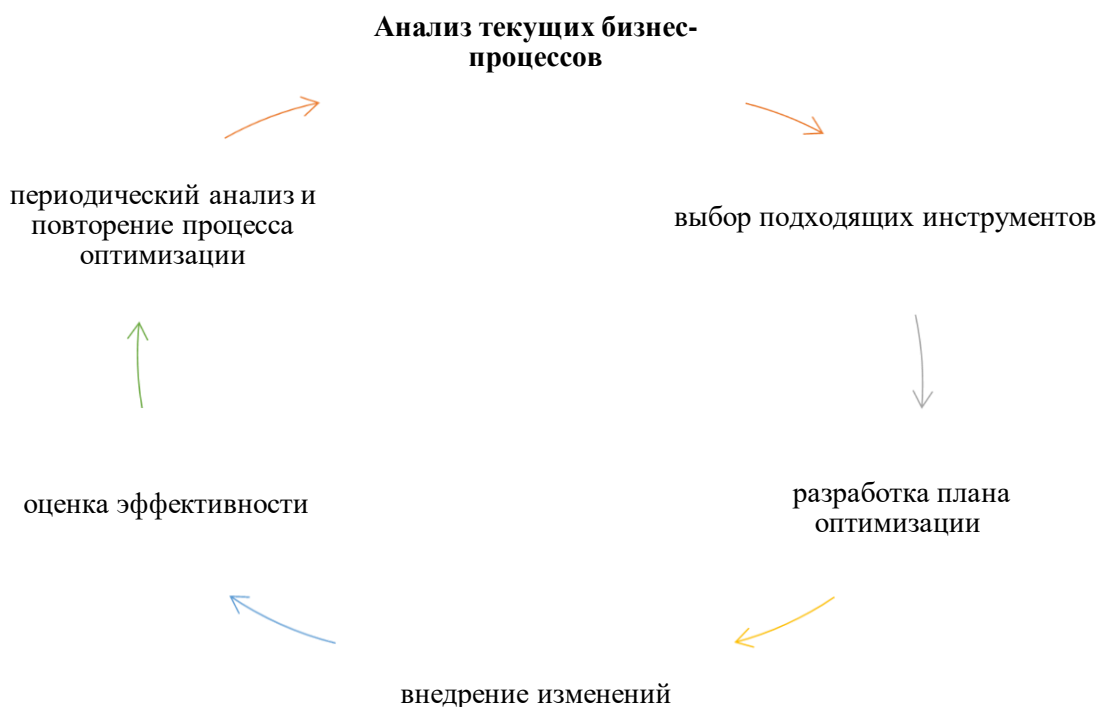 Анализ текущих бизнес-
процессов
выбор подходящих инструментов
разработка плана
оптимизации
внедрение изменений
оценка эффективности
периодический анализ и
повторение процесса
оптимизации